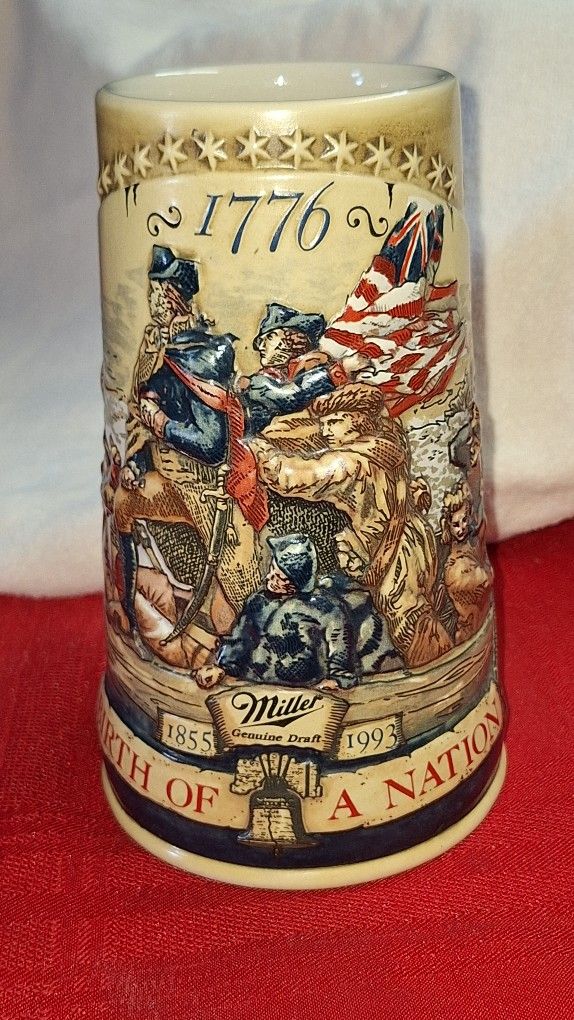 1776
Miller
Genuine Draft
1855 1993
RTH OF A NATION